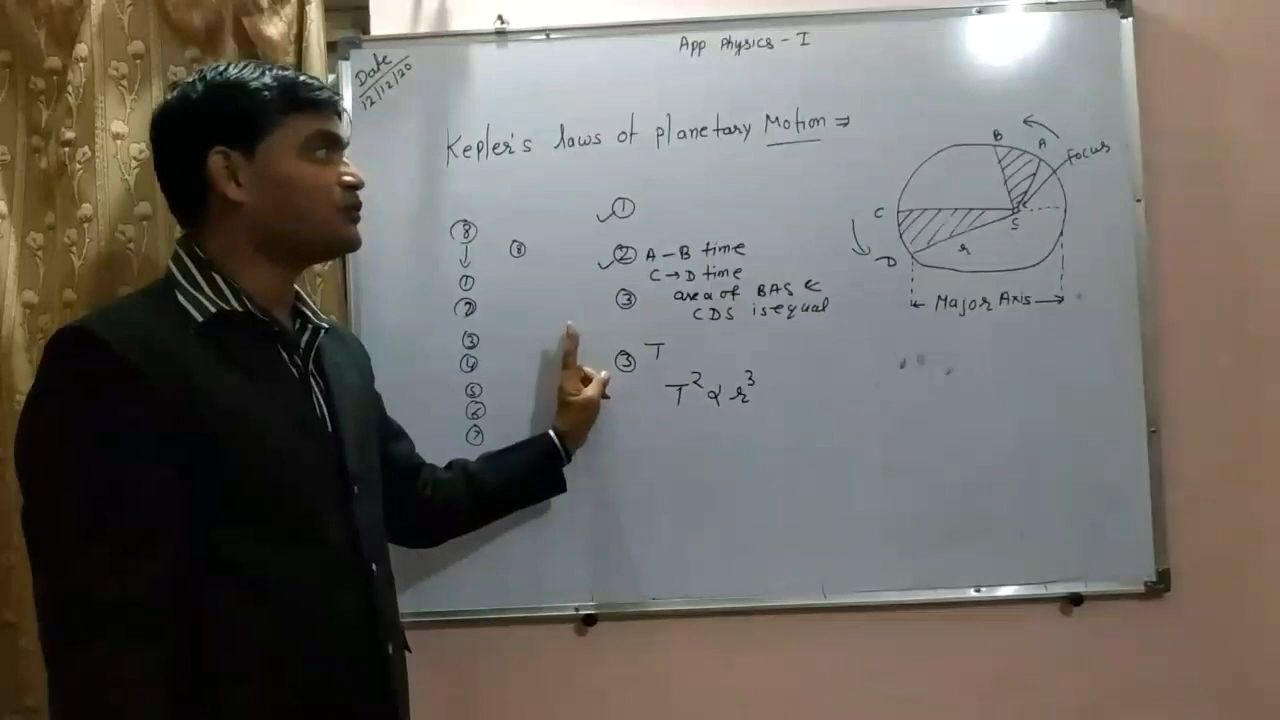 App Physics - I
Date
12/12/20
Kepler's laws of planetary Motion ⇒
⑧
↓
①
②
③
④
⑤
⑥
⑦
⑧
✓①
✓② A - B time
C → D time
③ area of BAS &
CDS is equal
③ T
T² ∝ r³
B
A
Focus
C
S
D
r
← Major Axis →